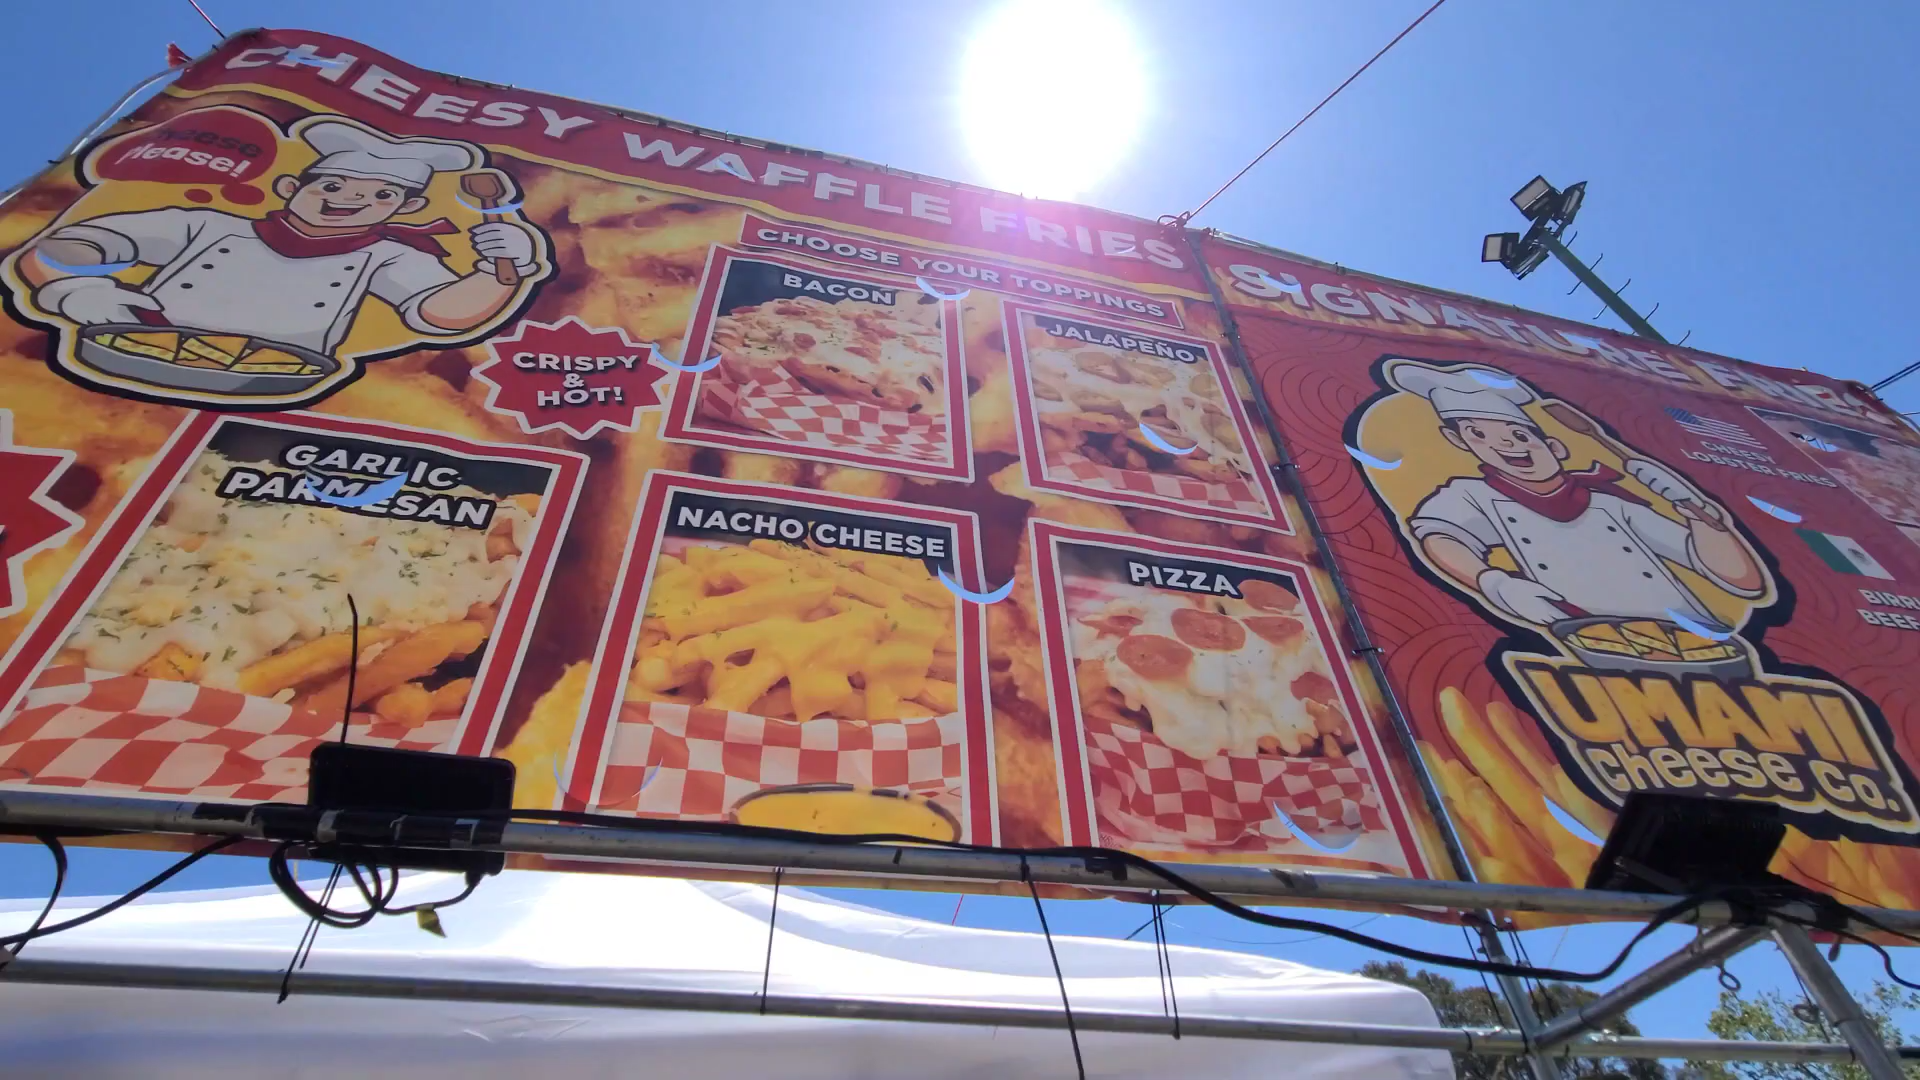 CHEESY WAFFLE FRIES
Cheese
Please!
CHOOSE YOUR TOPPINGS
BACON
JALAPEÑO
CRISPY
&
HOT!
GARLIC
PARMESAN
NACHO CHEESE
PIZZA
SIGNATURE FRIES
CHEESY
LOBSTER FRIES
BEEF
UMAMI
cheese co.